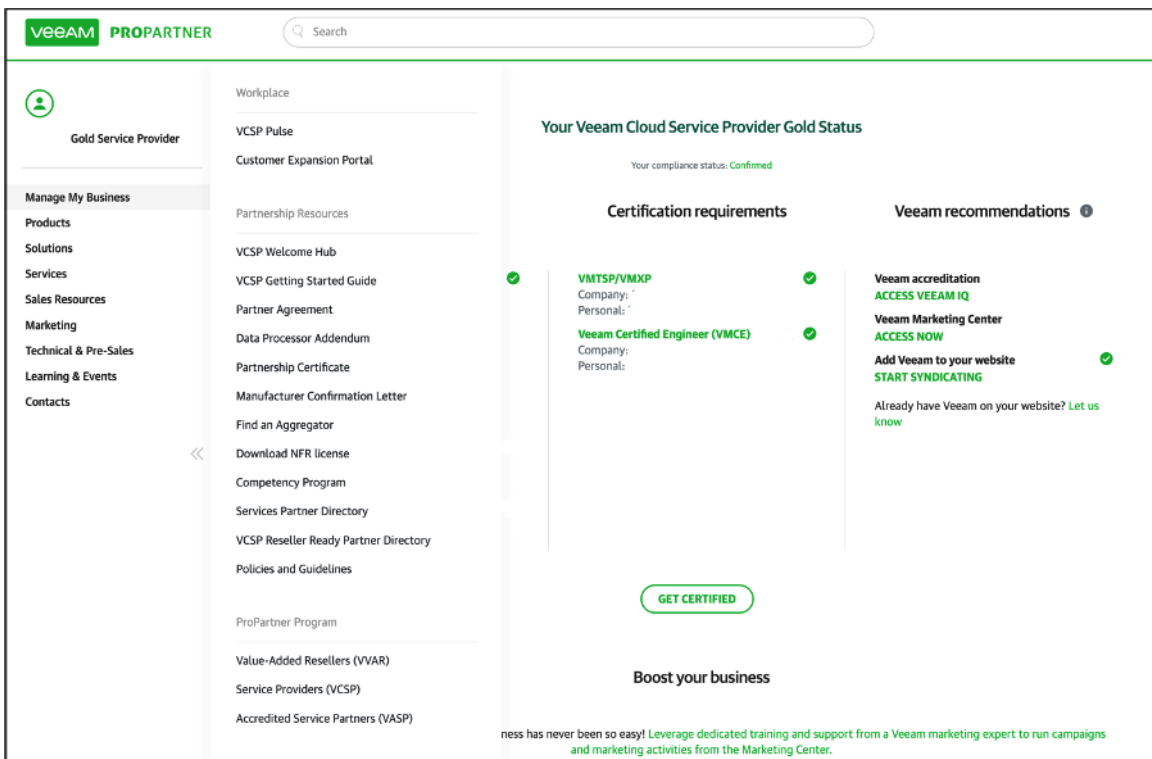 veeAM PROPARTNER
Search
Gold Service Provider
Manage My Business
Products
Solutions
Services
Sales Resources
Marketing
Technical & Pre-Sales
Learning & Events
Contacts
Workplace
VCSP Pulse
Customer Expansion Portal
Partnership Resources
VCSP Welcome Hub
VCSP Getting Started Guide
Partner Agreement
Data Processor Addendum
Partnership Certificate
Manufacturer Confirmation Letter
Find an Aggregator
Download NFR license
Competency Program
Services Partner Directory
VCSP Reseller Ready Partner Directory
Policies and Guidelines
ProPartner Program
Value-Added Resellers (VVAR)
Service Providers (VCSP)
Accredited Service Partners (VASP)
Your Veeam Cloud Service Provider Gold Status
Your compliance status: Confirmed
Certification requirements
VMTSP/VMXP
Company:
Personal:
Veeam Certified Engineer (VMCE)
Company:
Personal:
Veeam recommendations
Veeam accreditation
ACCESS VEEAM IQ
Veeam Marketing Center
ACCESS NOW
Add Veeam to your website
START SYNDICATING
Already have Veeam on your website? Let us
know
GET CERTIFIED
Boost your business
ness has never been so easy! Leverage dedicated training and support from a Veeam marketing expert to run campaigns
and marketing activities from the Marketing Center.